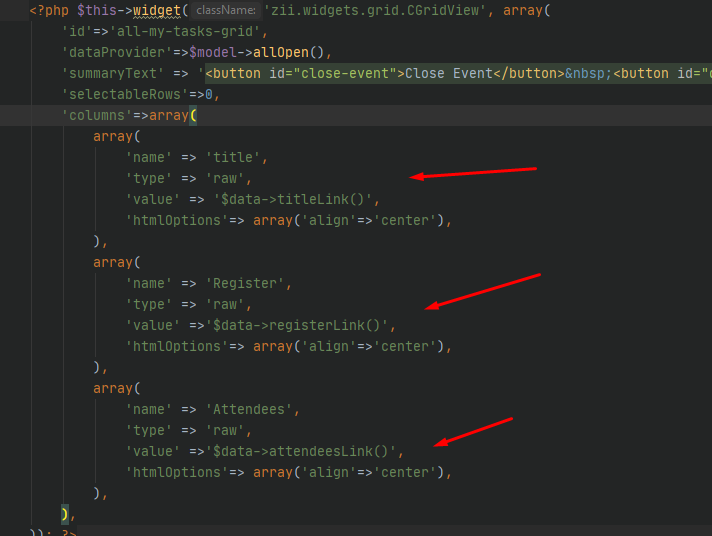 <?php $this->widget( className: 'zii.widgets.grid.CGridView', array(
'id'=>'all-my-tasks-grid',
'dataProvider'=>$model->allOpen(),
'summaryText' => '<button id="close-event">Close Event</button>&nbsp;<button id="
'selectableRows'=>0,
'columns'=>array(
array(
'name' => 'title',
'type' => 'raw',
'value' => '$data->titleLink()',
'htmlOptions'=> array('align'=>'center'),
),
array(
'name' => 'Register',
'type' => 'raw',
'value' =>'$data->registerLink()',
'htmlOptions'=> array('align'=>'center'),
),
array(
'name' => 'Attendees',
'type' => 'raw',
'value' =>'$data->attendeesLink()',
'htmlOptions'=> array('align'=>'center'),
),
),
)); ?>